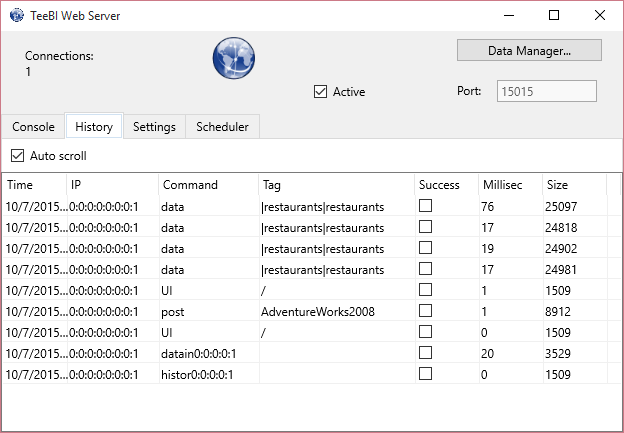 TeeBI Web Server
Connections:
1
Data Manager...
Active
Port:
15015
Console History Settings Scheduler
Auto scroll
Time IP Command Tag Success Millisec Size
10/7/2015... 0:0:0:0:0:0:0:1 data |restaurants|restaurants 76 25097
10/7/2015... 0:0:0:0:0:0:0:1 data |restaurants|restaurants 17 24818
10/7/2015... 0:0:0:0:0:0:0:1 data |restaurants|restaurants 19 24902
10/7/2015... 0:0:0:0:0:0:0:1 data |restaurants|restaurants 17 24981
10/7/2015... 0:0:0:0:0:0:0:1 UI / 1 1509
10/7/2015... 0:0:0:0:0:0:0:1 post AdventureWorks2008 1 8912
10/7/2015... 0:0:0:0:0:0:0:1 UI / 0 1509
10/7/2015... 0:0:0:0:0:0:0:1 datain0:0:0:0:1 20 3529
10/7/2015... 0:0:0:0:0:0:0:1 histor0:0:0:0:1 0 1509